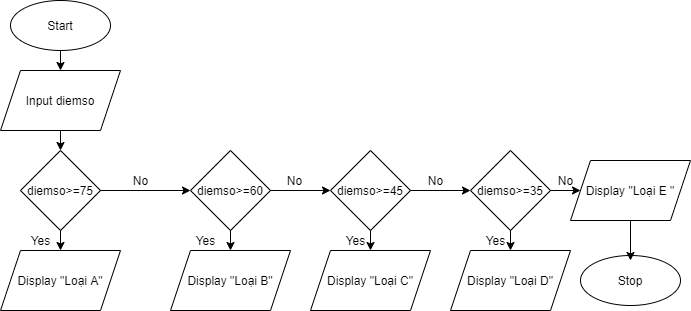 Start
Input diemso
diemso>=75
No
diemso>=60
No
diemso>=45
No
diemso>=35
No
Display "Loại E "
Yes
Yes
Yes
Yes
Display "Loại A"
Display "Loại B"
Display "Loại C"
Display "Loại D"
Stop